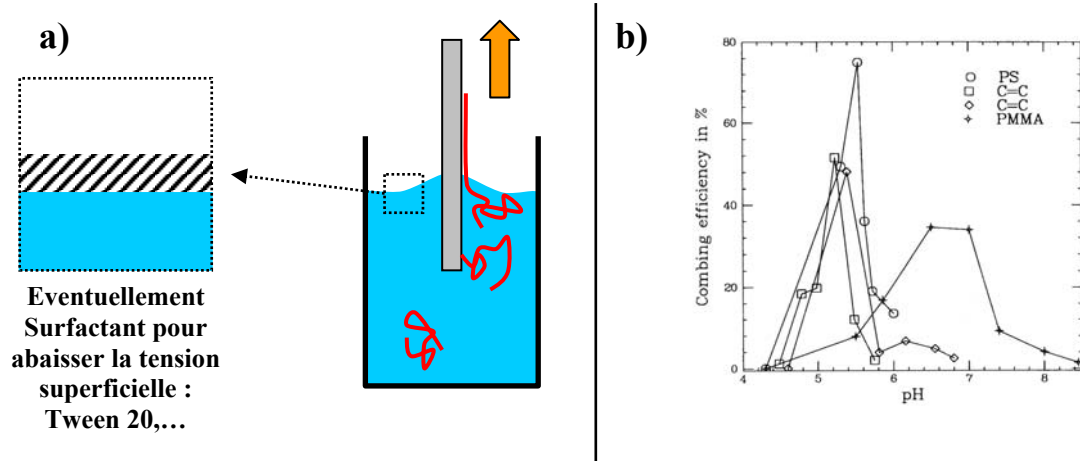 a)
Eventuellement
Surfactant pour
abaisser la tension
superficielle :
Tween 20,…
b)
Combing efficiency in %
80
60
40
20
0
4
5
6
7
8
pH
PS
C=C
C=C
PMMA